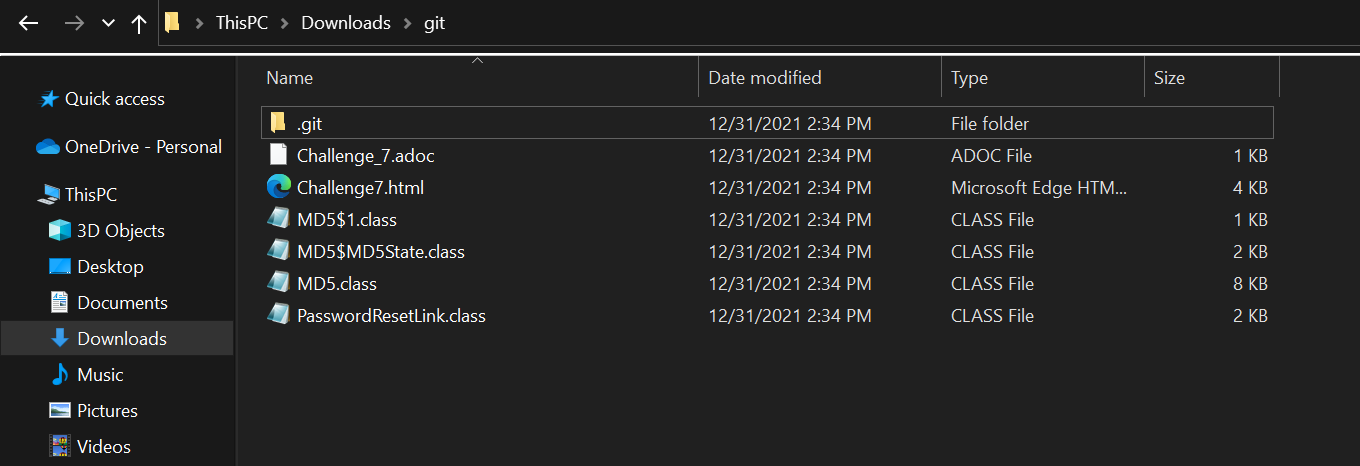 ThisPC > Downloads > git
Name Date modified Type Size
Quick access
OneDrive - Personal
ThisPC
3D Objects
Desktop
Documents
Downloads
Music
Pictures
Videos
.git 12/31/2021 2:34 PM File folder
Challenge_7.adoc 12/31/2021 2:34 PM ADOC File 1 KB
Challenge7.html 12/31/2021 2:34 PM Microsoft Edge HTM... 4 KB
MD5$1.class 12/31/2021 2:34 PM CLASS File 1 KB
MD5$MD5State.class 12/31/2021 2:34 PM CLASS File 2 KB
MD5.class 12/31/2021 2:34 PM CLASS File 8 KB
PasswordResetLink.class 12/31/2021 2:34 PM CLASS File 2 KB